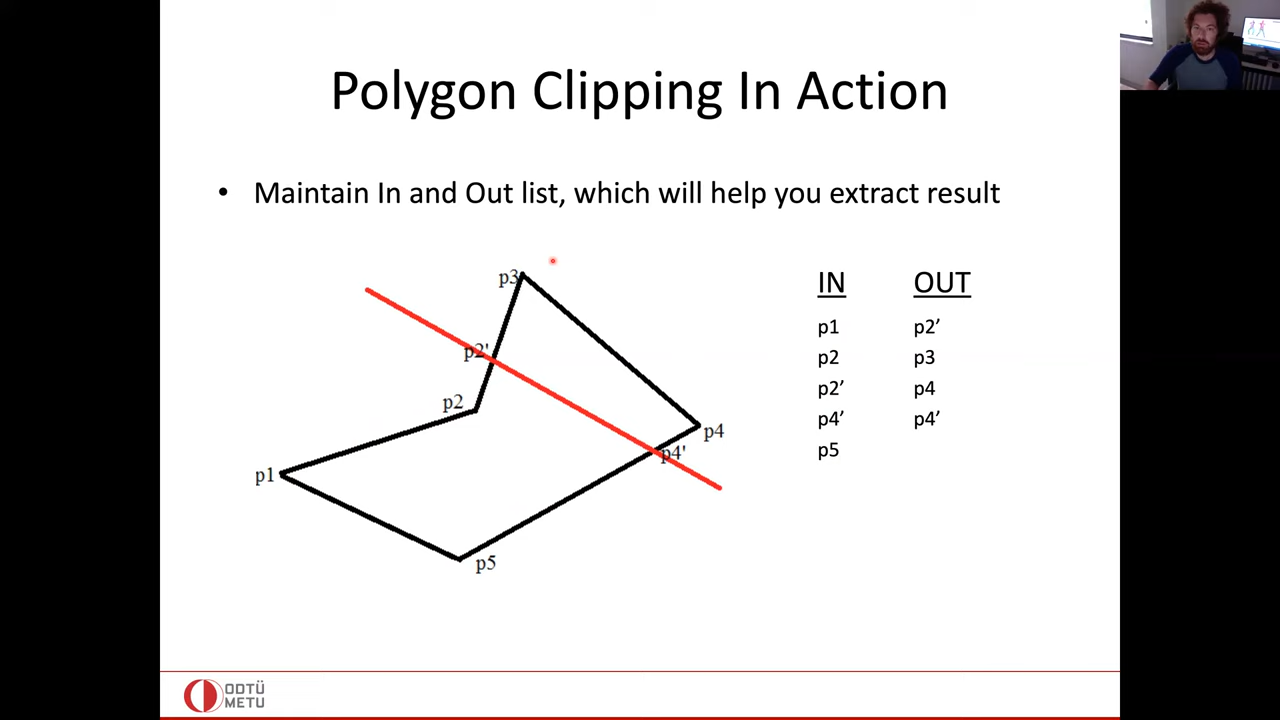 Polygon Clipping In Action
• Maintain In and Out list, which will help you extract result
p3
p2'
p2
p4
p4'
p1
p5
IN OUT
p1 p2’
p2 p3
p2’ p4
p4’ p4’
p5
ODTÜ
METU